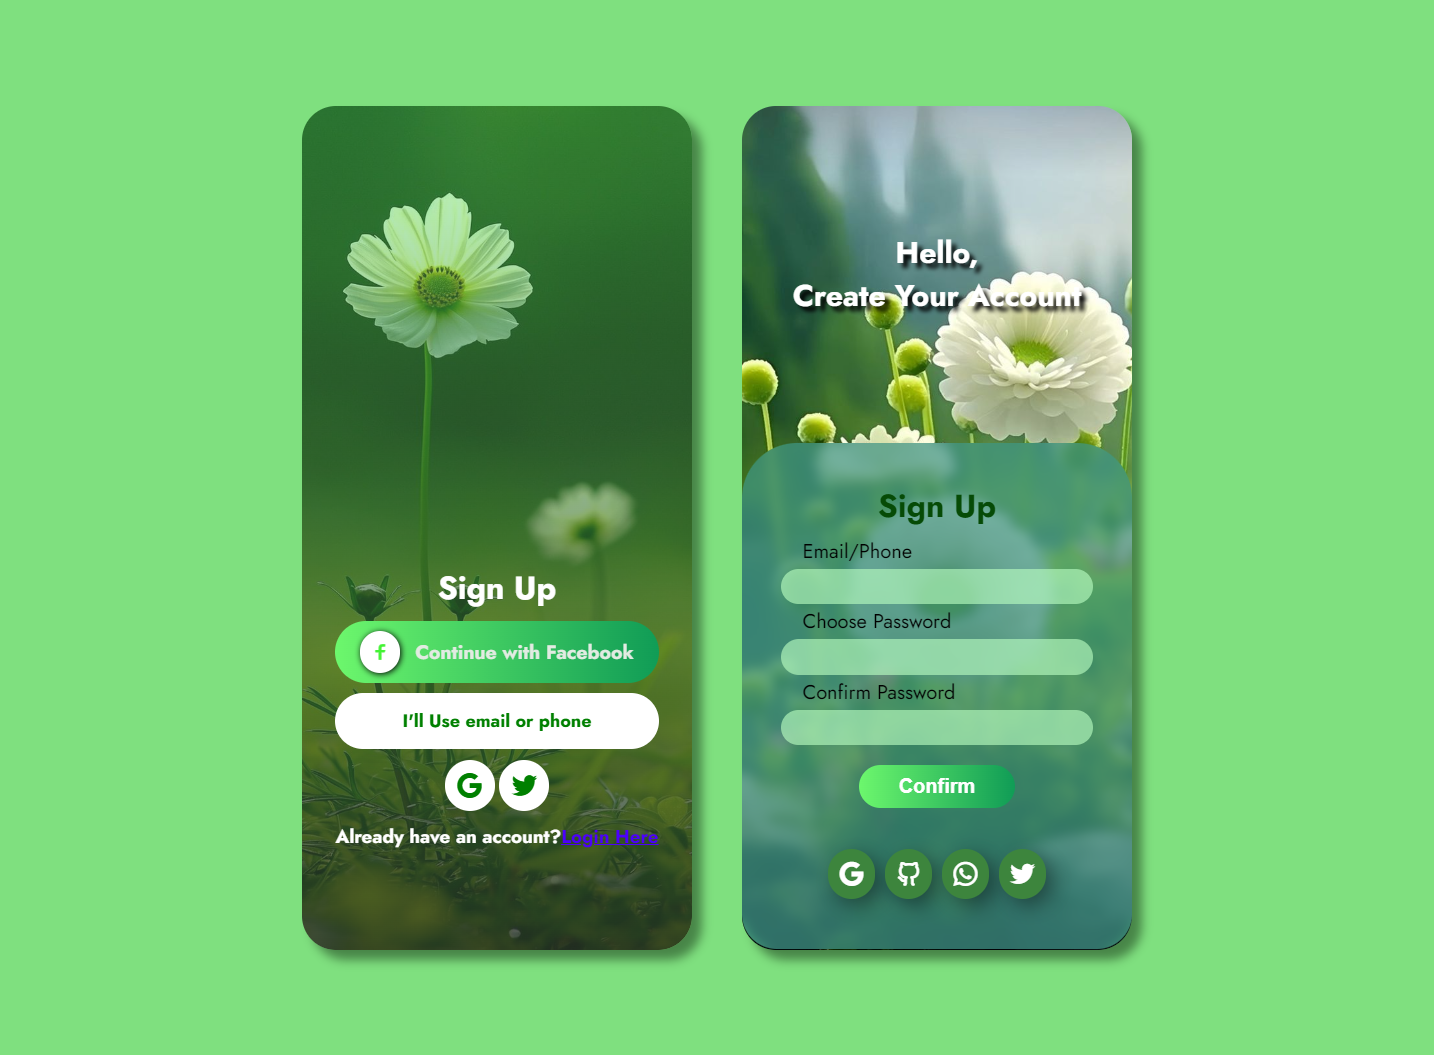 Sign Up
Continue with Facebook
I'll Use email or phone
Already have an account?Login Here
Hello,
Create Your Account
Sign Up
Email/Phone
Choose Password
Confirm Password
Confirm